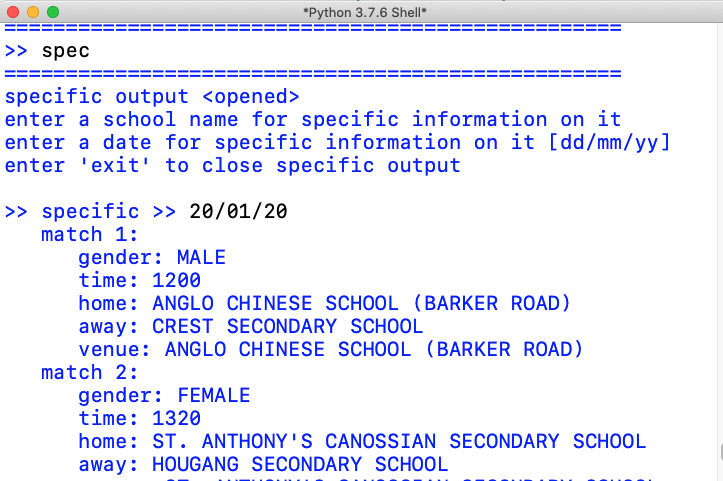 *Python 3.7.6 Shell*
==================================================
>> spec
==================================================
specific output <opened>
enter a school name for specific information on it
enter a date for specific information on it [dd/mm/yy]
enter 'exit' to close specific output
>> specific >> 20/01/20
match 1:
gender: MALE
time: 1200
home: ANGLO CHINESE SCHOOL (BARKER ROAD)
away: CREST SECONDARY SCHOOL
venue: ANGLO CHINESE SCHOOL (BARKER ROAD)
match 2:
gender: FEMALE
time: 1320
home: ST. ANTHONY'S CANOSSIAN SECONDARY SCHOOL
away: HOUGANG SECONDARY SCHOOL